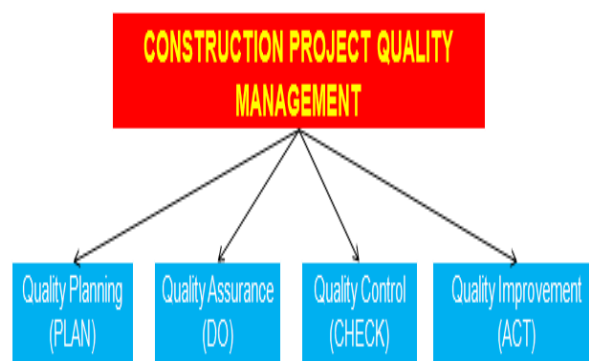 CONSTRUCTION PROJECT QUALITY
MANAGEMENT
Quality Planning
(PLAN)
Quality Assurance
(DO)
Quality Control
(CHECK)
Quality Improvement
(ACT)